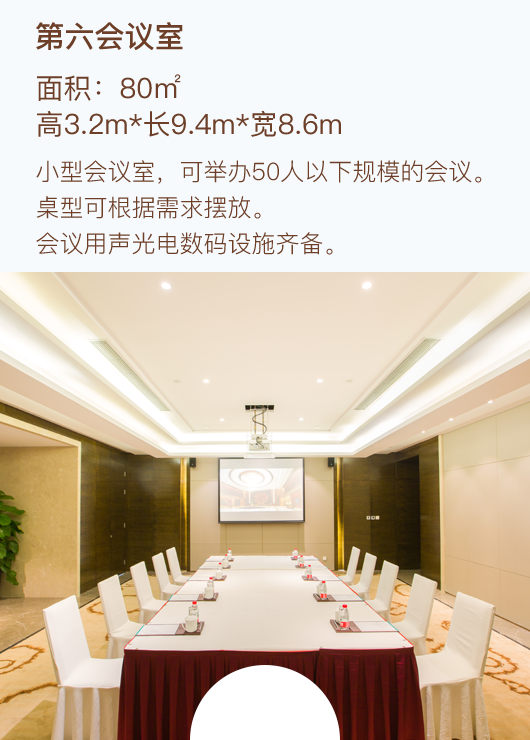 第六会议室
面积：80㎡
高3.2m*长9.4m*宽8.6m
小型会议室，可举办50人以下规模的会议。
桌型可根据需求摆放。
会议用声光电数码设施齐备。